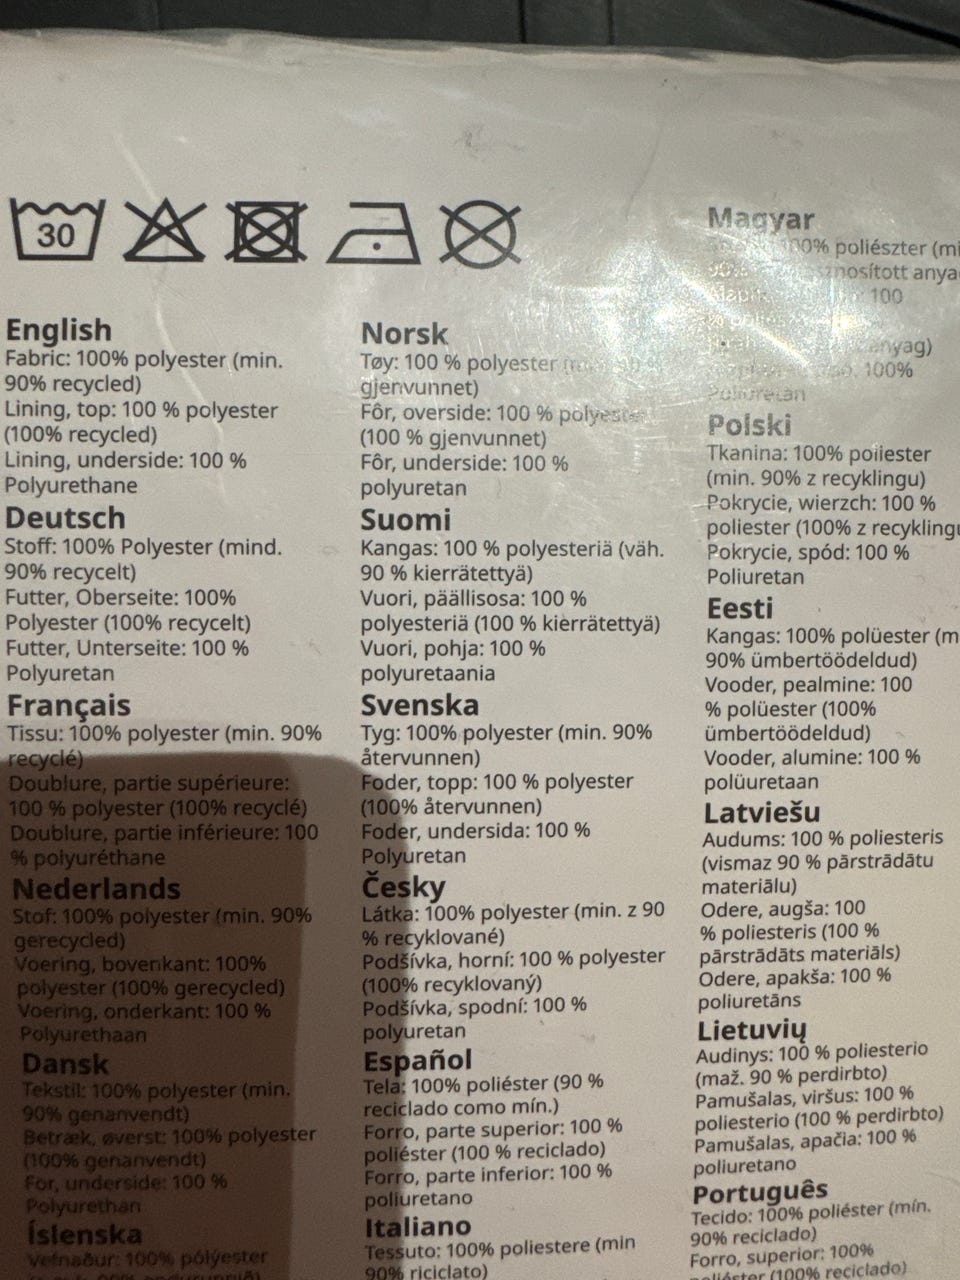 30
English
Fabric: 100% polyester (min.
90% recycled)
Lining, top: 100 % polyester
(100% recycled)
Lining, underside: 100 %
Polyurethane
Deutsch
Stoff: 100% Polyester (mind.
90% recycelt)
Futter, Oberseite: 100%
Polyester (100% recycelt)
Futter, Unterseite: 100 %
Polyuretan
Français
Tissu: 100% polyester (min. 90%
recyclé)
Doublure, partie supérieure:
100 % polyester (100% recyclé)
Doublure, partie inférieure: 100
% polyuréthane
Nederlands
Stof: 100% polyester (min. 90%
gerecycled)
Voering, bovenkant: 100%
polyester (100% gerecycled)
Voering, onderkant: 100 %
Polyurethaan
Dansk
Tekstil: 100% polyester (min.
90% genanvendt)
Betræk, øverst: 100% polyester
(100% genanvendt)
For, underside: 100 %
Polyurethan
Íslenska
Vefnaður: 100% pólýester
Norsk
Tøy: 100 % polyester
gjenvunnet)
Fôr, overside: 100 % polyester
(100 % gjenvunnet)
Fôr, underside: 100 %
polyuretan
Suomi
Kangas: 100 % polyesteriä (väh.
90 % kierrätettyä)
Vuori, päällisosa: 100 %
polyesteriä (100 % kierrätettyä)
Vuori, pohja: 100 %
polyuretaania
Svenska
Tyg: 100% polyester (min. 90%
återvunnen)
Foder, topp: 100 % polyester
(100% återvunnen)
Foder, undersida: 100 %
Polyuretan
Česky
Látka: 100% polyester (min. z 90
% recyklované)
Podšívka, horní: 100 % polyester
(100% recyklovaný)
Podšívka, spodní: 100 %
polyuretan
Español
Tela: 100% poliéster (90 %
reciclado como mín.)
Forro, parte superior: 100 %
poliéster (100 % reciclado)
Forro, parte inferior: 100 %
poliuretano
Italiano
Tessuto: 100% poliestere (min
90% riciclato)
Magyar
100% poliészter (mi
anya
100
100%
Poliuretán
Polski
Tkanina: 100% poliester
(min. 90% z recyklingu)
Pokrycie, wierzch: 100 %
poliester (100% z recyklingu
Pokrycie, spód: 100 %
Poliuretan
Eesti
Kangas: 100% polüester (m
90% ümbertöödeldud)
Vooder, pealmine: 100
% polüester (100%
ümbertöödeldud)
Vooder, alumine: 100 %
polüuretaan
Latviešu
Audums: 100 % poliesteris
(vismaz 90 % pārstrādātu
materiālu)
Odere, augša: 100
% poliesteris (100 %
pārstrādāts materiāls)
Odere, apakša: 100 %
poliuretāns
Lietuvių
Audinys: 100 % poliesterio
(maž. 90 % perdirbto)
Pamušalas, viršus: 100 %
poliesterio (100 % perdirbto)
Pamušalas, apačia: 100 %
poliuretano
Português
Tecido: 100% poliéster (mín.
90% reciclado)
Forro, superior: 100%
poliéster (100% reciclado)